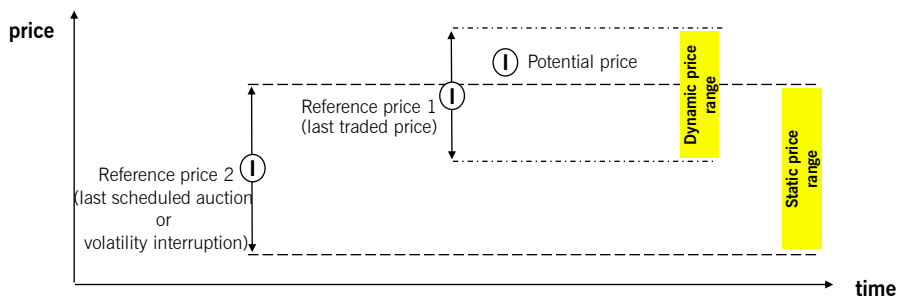 price
I Potential price
Dynamic price
range
Reference price 1
(last traded price)
I
Static price
range
Reference price 2
(last scheduled auction
or
volatility interruption)
I
time